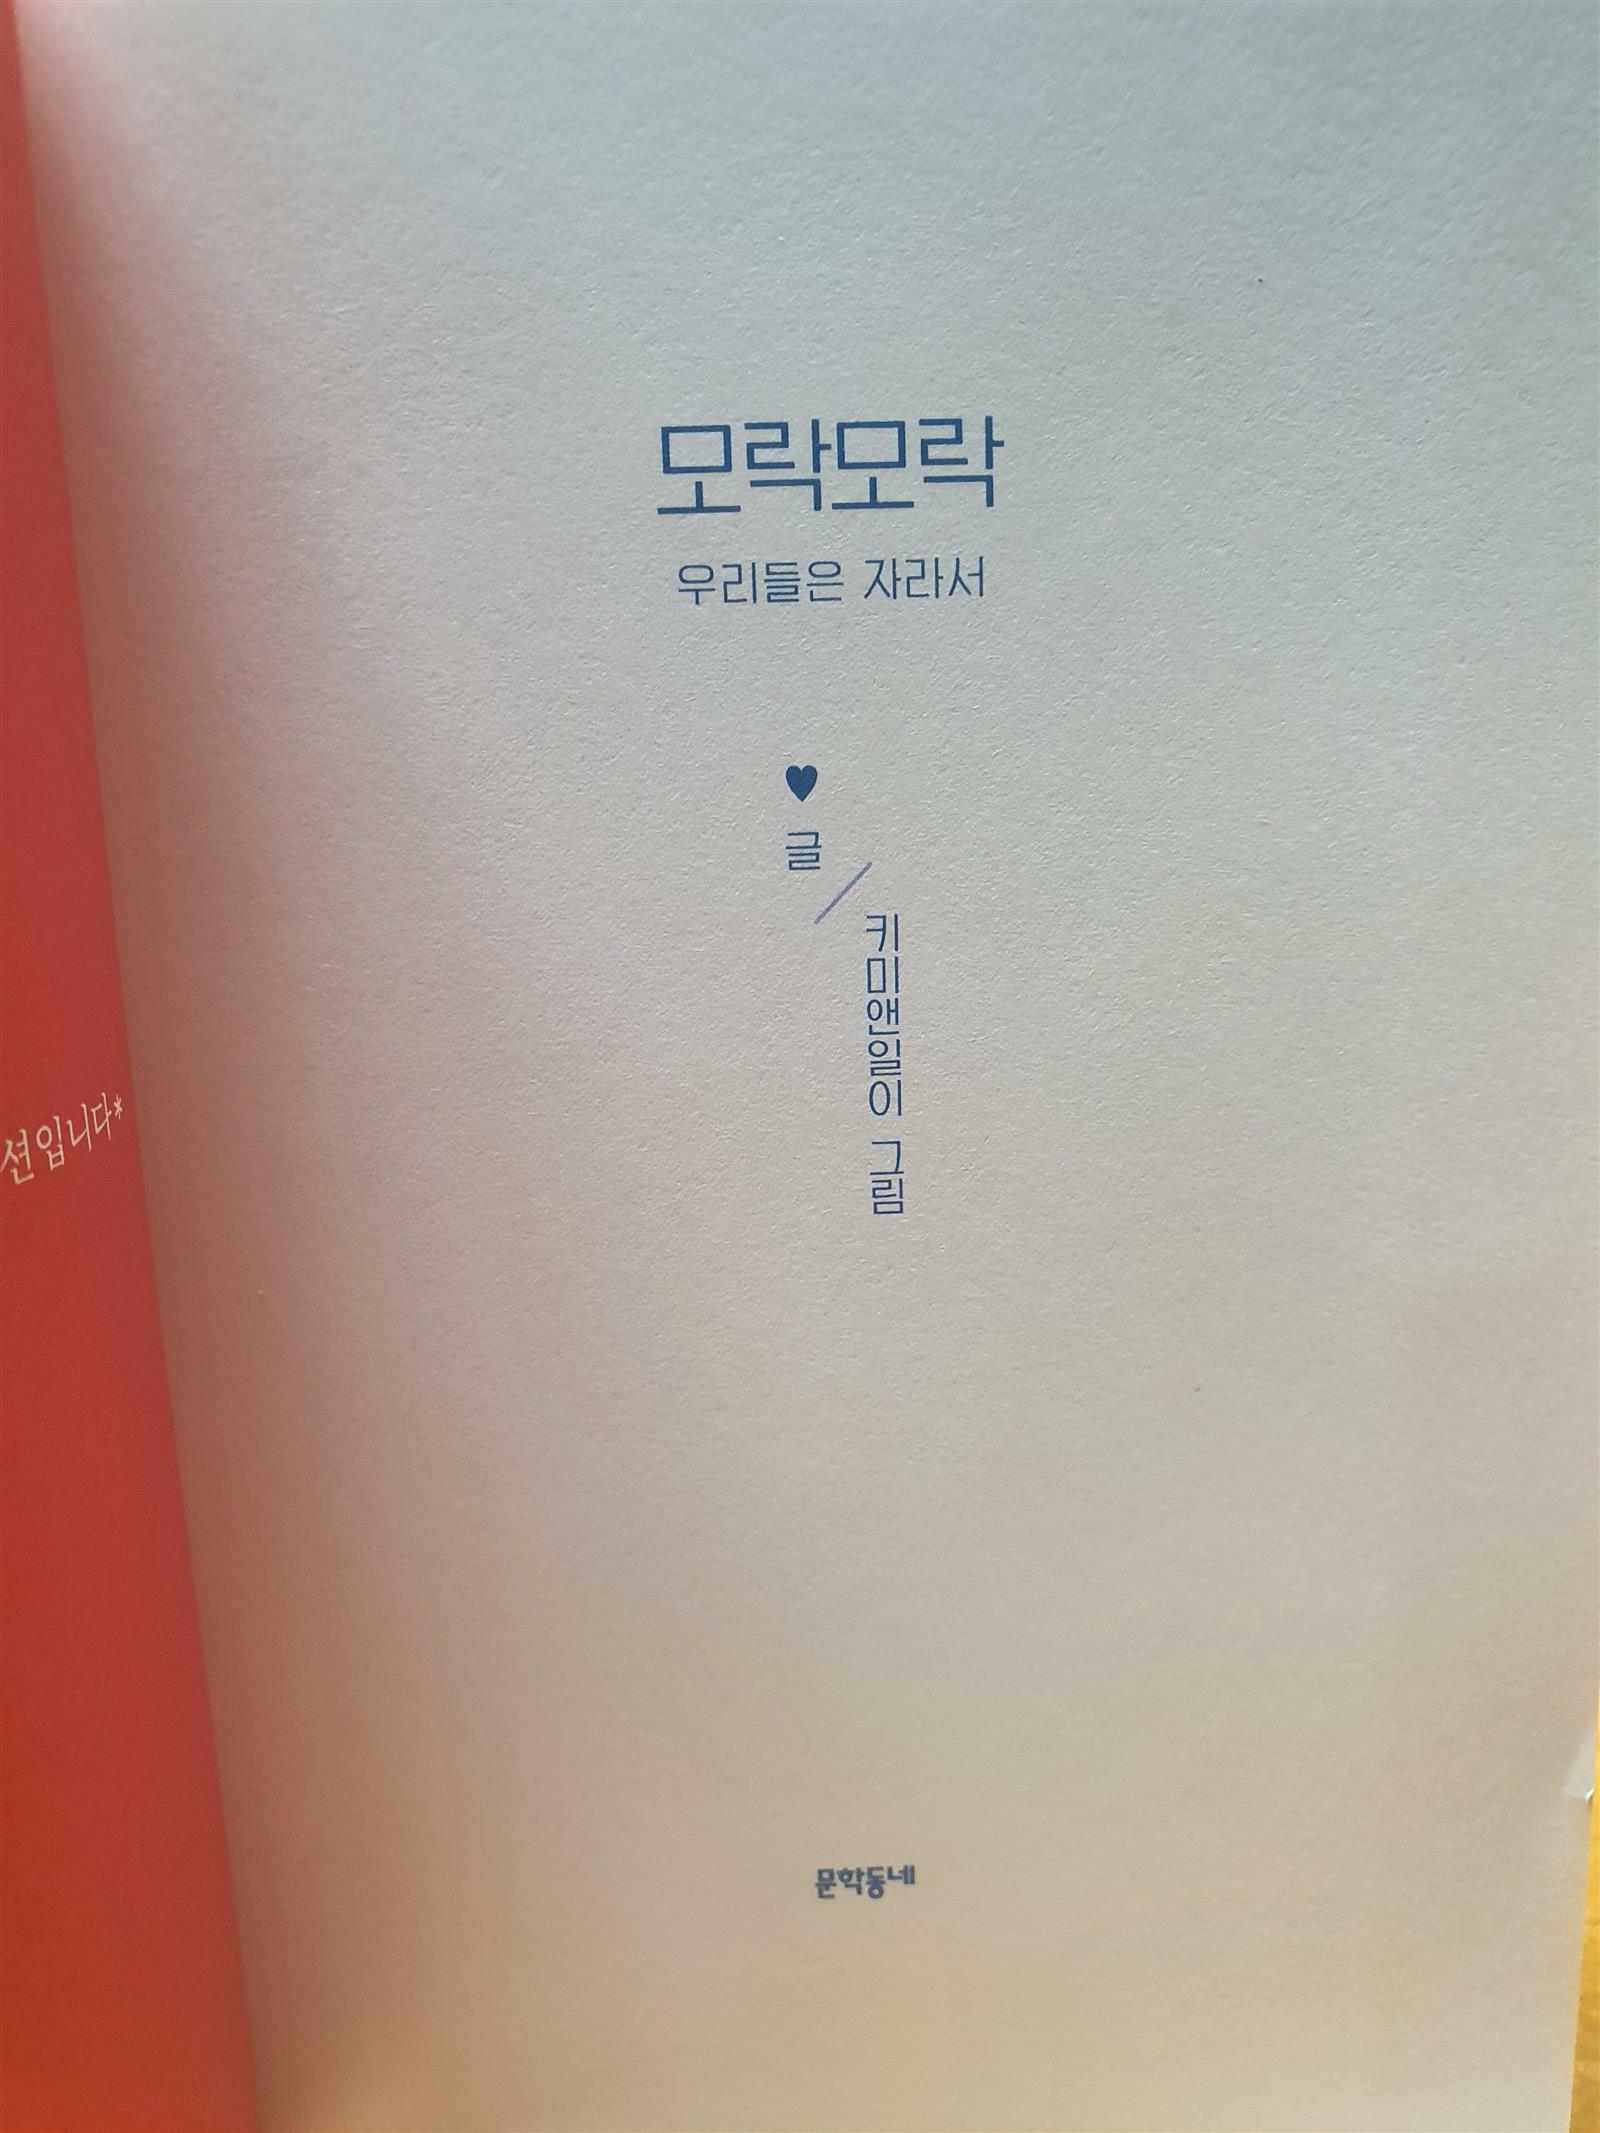 모락모락
우리들은 자라서
♥
글
/
키미앤일이 그림
션입니다*
문학동네